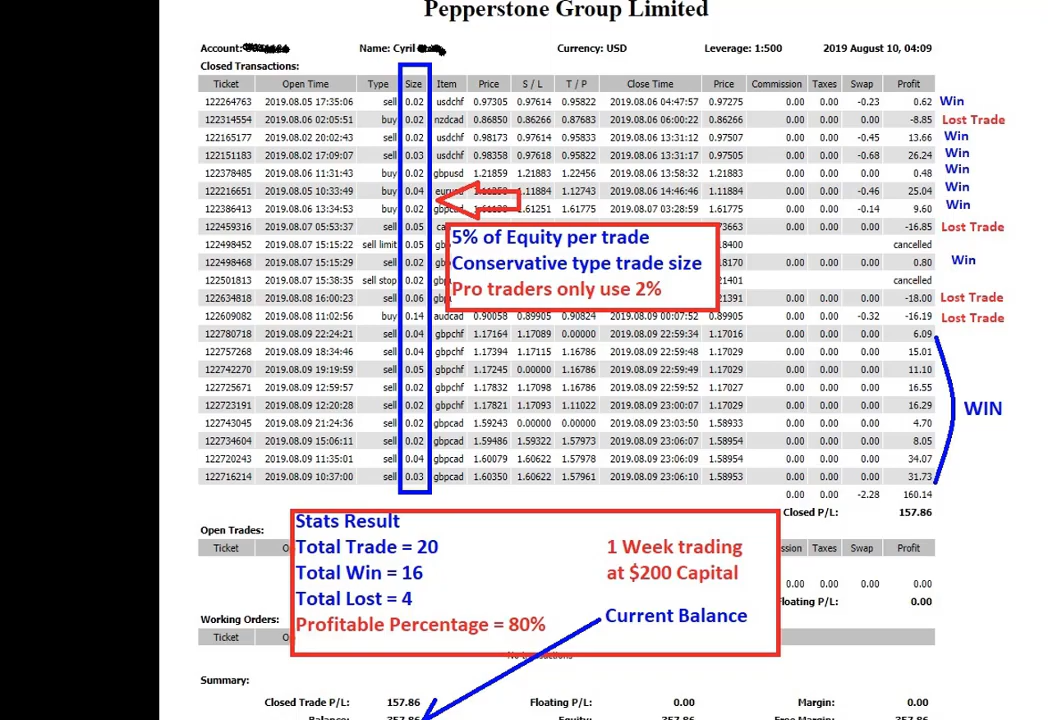 Pepperstone Group Limited
Account: Name: Cyril Currency: USD Leverage: 1:500 2019 August 10, 04:09
Closed Transactions:
Ticket Open Time Type Size Item Price S / L T / P Close Time Price Commission Taxes Swap Profit
122264763 2019.08.05 17:35:06 sell 0.02 usdchf 0.97305 0.97614 0.95822 2019.08.06 04:47:57 0.97275 0.00 0.00 -0.23 0.62 Win
122314554 2019.08.06 02:05:51 buy 0.02 nzdcad 0.86850 0.86266 0.87683 2019.08.06 06:00:22 0.86266 0.00 0.00 0.00 -8.85 Lost Trade
122165177 2019.08.02 20:02:43 sell 0.02 usdchf 0.98173 0.97614 0.95833 2019.08.06 13:31:12 0.97507 0.00 0.00 -0.45 13.66 Win
122151183 2019.08.02 17:09:07 sell 0.03 usdchf 0.98358 0.97618 0.95822 2019.08.06 13:31:17 0.97505 0.00 0.00 -0.68 26.24 Win
122378485 2019.08.06 11:31:43 buy 0.02 gbpusd 1.21859 1.21883 1.22456 2019.08.06 13:58:32 1.21883 0.00 0.00 0.00 0.48 Win
122216651 2019.08.05 10:33:49 buy 0.04 1.11884 1.12743 2019.08.06 14:46:46 1.11884 0.00 0.00 -0.46 25.04 Win
122386413 2019.08.06 13:34:53 buy 0.02 1.61251 1.61775 2019.08.07 03:28:59 1.61775 0.00 0.00 -0.14 9.60 Win
122459316 2019.08.07 05:53:37 sell 0.05 0.00 0.00 0.00 -16.85 Lost Trade
122498452 2019.08.07 15:15:22 sell limit 0.05 cancelled
122498468 2019.08.07 15:15:29 sell 0.02 0.00 0.00 0.00 0.80 Win
122501813 2019.08.07 15:38:35 sell stop 0.02 cancelled
122634818 2019.08.08 16:00:23 sell 0.06 0.00 0.00 0.00 -18.00 Lost Trade
122609082 2019.08.08 11:02:56 buy 0.14 audcad 0.90058 0.89905 0.90824 00:07:52 0.89905 0.00 0.00 -0.32 -16.19 Lost Trade
5% of Equity per trade
Conservative type trade size
Pro traders only use 2%
122780718 2019.08.09 22:24:21 sell 0.04 gbpchf 1.17164 1.17089 0.00000 2019.08.09 22:59:34 1.17016 0.00 0.00 0.00 6.09
122757268 2019.08.09 18:34:46 sell 0.04 gbpchf 1.17394 1.17115 1.16786 2019.08.09 22:59:48 1.17025 0.00 0.00 0.00 15.01
122742270 2019.08.09 19:19:59 sell 0.05 gbpchf 1.17245 0.00000 1.16786 2019.08.09 22:59:49 1.17029 0.00 0.00 0.00 11.10
122725671 2019.08.09 12:59:57 sell 0.02 gbpchf 1.17832 1.17098 1.16786 2019.08.09 22:59:52 1.17027 0.00 0.00 0.00 16.55
122723191 2019.08.09 12:20:28 sell 0.02 gbpchf 1.17821 1.17093 1.11022 2019.08.09 23:00:07 1.17029 0.00 0.00 0.00 16.29
WIN
122743045 2019.08.09 21:24:36 sell 0.02 gbpcad 1.59243 0.00000 0.00000 2019.08.09 23:03:50 1.58933 0.00 0.00 0.00 4.70
122734604 2019.08.09 15:06:11 sell 0.02 gbpcad 1.59486 1.59322 1.57973 2019.08.09 23:06:07 1.58954 0.00 0.00 0.00 8.05
122720243 2019.08.09 11:35:01 sell 0.04 gbpcad 1.60079 1.60622 1.57978 2019.08.09 23:06:09 1.58954 0.00 0.00 0.00 34.07
122716214 2019.08.09 10:37:00 sell 0.03 gbpcad 1.60350 1.60622 1.57961 2019.08.09 23:06:10 1.58953 0.00 0.00 0.00 31.73
0.00 0.00 -2.28 160.14
Closed P/L: 157.86
Open Trades:
Ticket Taxes Swap Profit
0.00 0.00 0.00 0.00
Floating P/L: 0.00
Working Orders:
Ticket
Stats Result
Total Trade = 20 1 Week trading
Total Win = 16 at $200 Capital
Total Lost = 4
Profitable Percentage = 80% Current Balance
No transactions
Summary:
Closed Trade P/L: 157.86 Floating P/L: 0.00 Margin: 0.00
Balance: 357.86 Equity: 357.86 Free Margin: 357.86